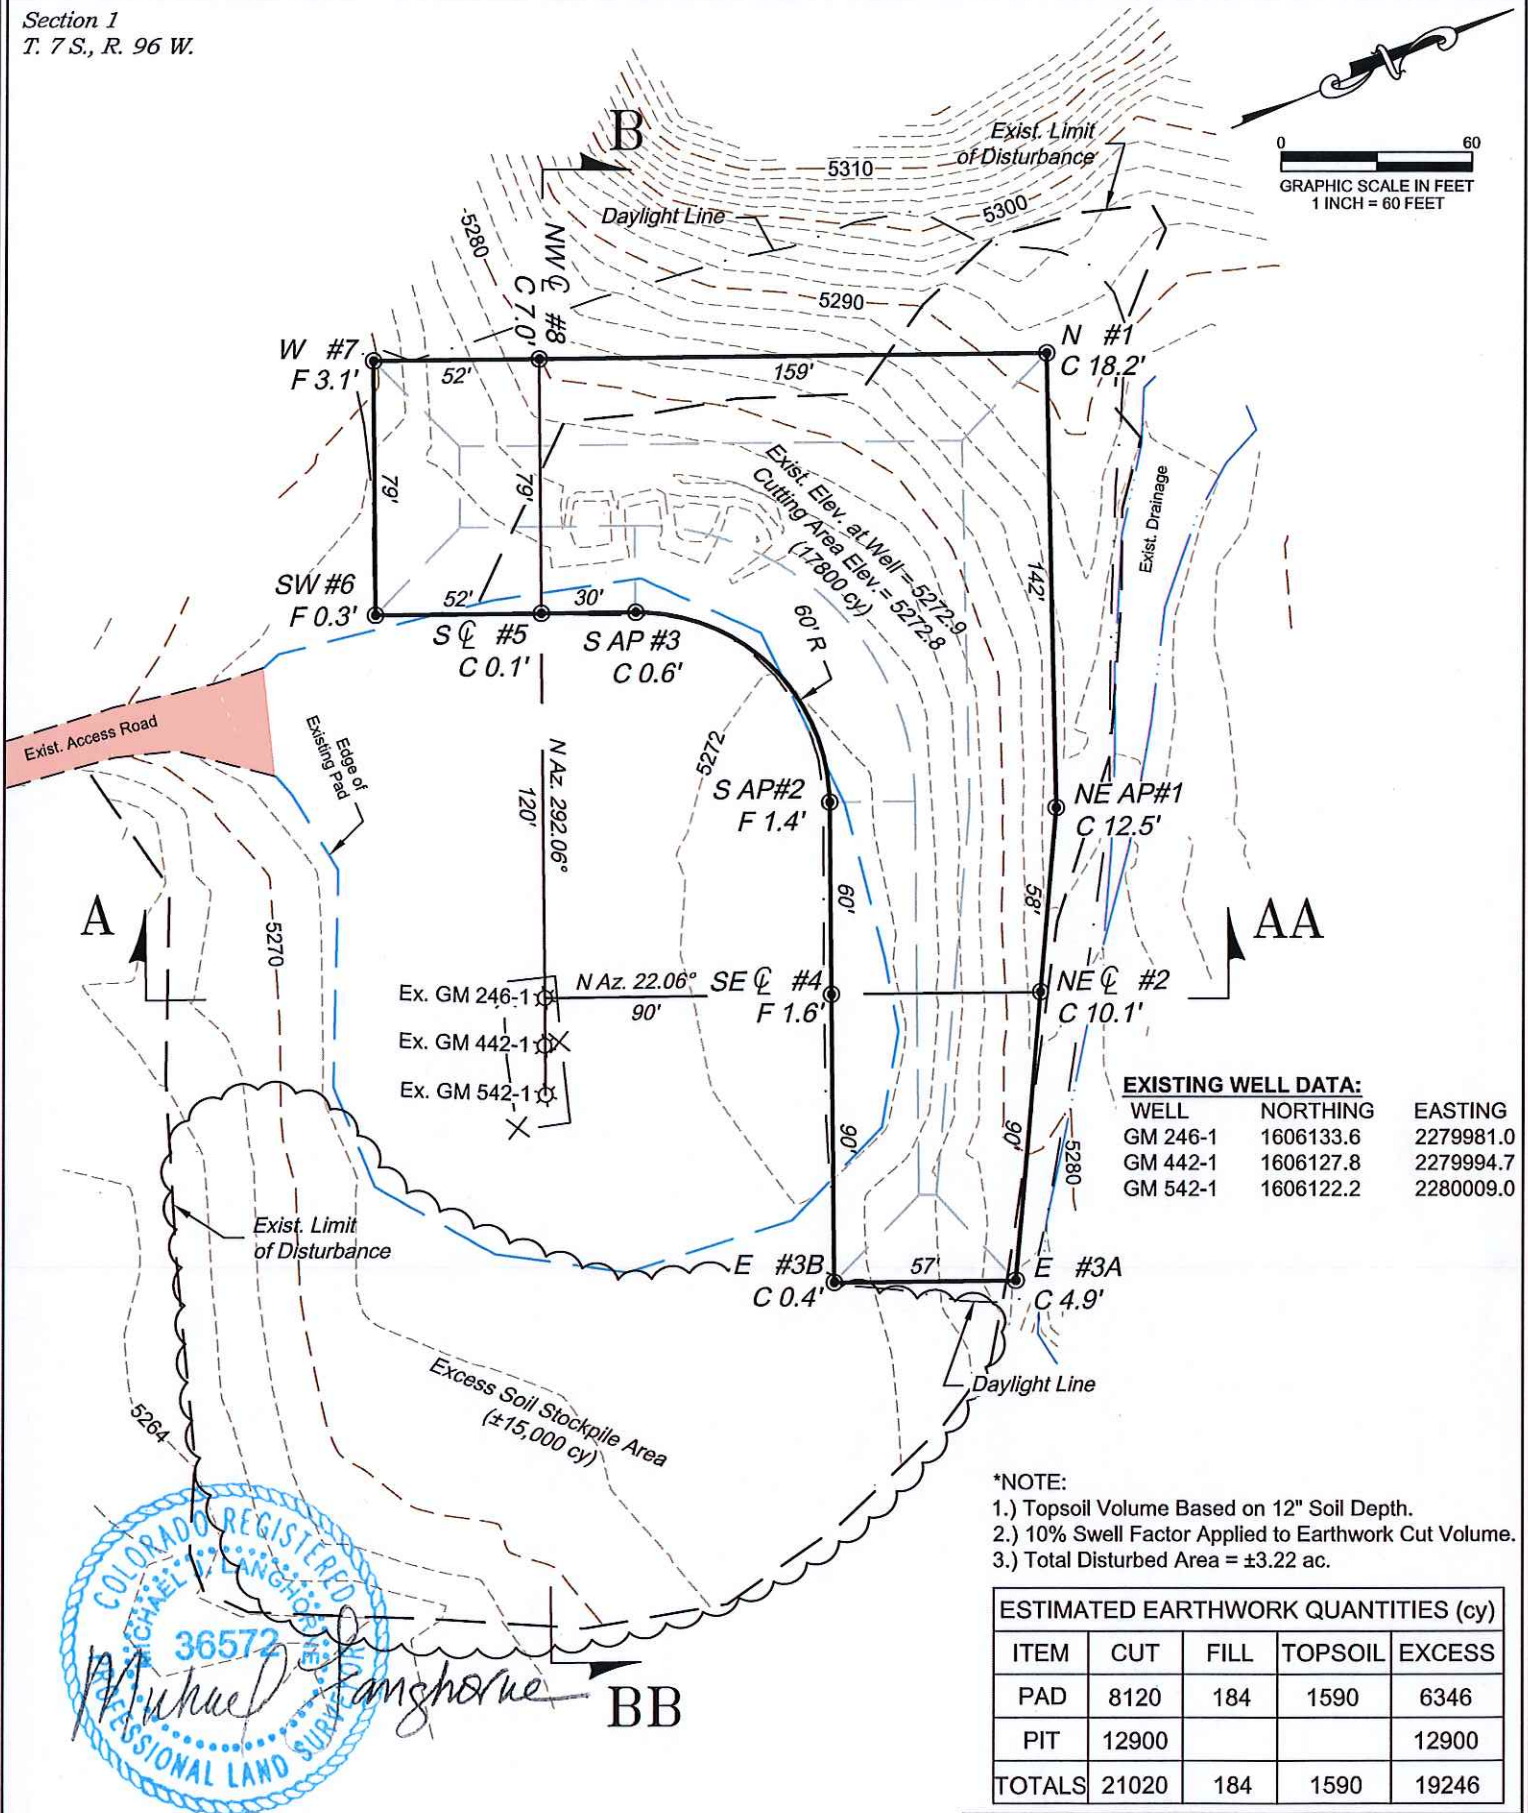 Section 1
T. 7 S., R. 96 W.
N
0 60
GRAPHIC SCALE IN FEET
1 INCH = 60 FEET
B
Exist. Limit
of Disturbance
5310
5300
Daylight Line
5280
5290
NW ℄ #8
C 7.0'
W #7
F 3.1'
52'
159'
N #1
C 18.2'
79'
79'
Exist. Elev. at Well = 5272.9
Cutting Area Elev. = 5272.8
(17800 cy)
142'
Exist. Drainage
SW #6
F 0.3'
52'
30'
60' R
S ℄ #5
C 0.1'
S AP #3
C 0.6'
Exist. Access Road
Edge of
Existing Pad
N Az. 292.06°
120'
5272
S AP#2
F 1.4'
NE AP#1
C 12.5'
60'
58'
A
AA
5270
Ex. GM 246-1
N Az. 22.06°
90'
SE ℄ #4
F 1.6'
NE ℄ #2
C 10.1'
Ex. GM 442-1
Ex. GM 542-1
90'
90'
5280
EXISTING WELL DATA:
WELL NORTHING EASTING
GM 246-1 1606133.6 2279981.0
GM 442-1 1606127.8 2279994.7
GM 542-1 1606122.2 2280009.0
Exist. Limit
of Disturbance
E #3B
C 0.4'
57'
E #3A
C 4.9'
Daylight Line
Excess Soil Stockpile Area
(±15,000 cy)
5264
*NOTE:
1.) Topsoil Volume Based on 12" Soil Depth.
2.) 10% Swell Factor Applied to Earthwork Cut Volume.
3.) Total Disturbed Area = ±3.22 ac.
ESTIMATED EARTHWORK QUANTITIES (cy)
ITEM CUT FILL TOPSOIL EXCESS
PAD 8120 184 1590 6346
PIT 12900 12900
TOTALS 21020 184 1590 19246
COLORADO REGISTERED
MICHAEL J. LANGHORNE
36572
PROFESSIONAL LAND SURVEYOR
Michael J Langhorne
BB